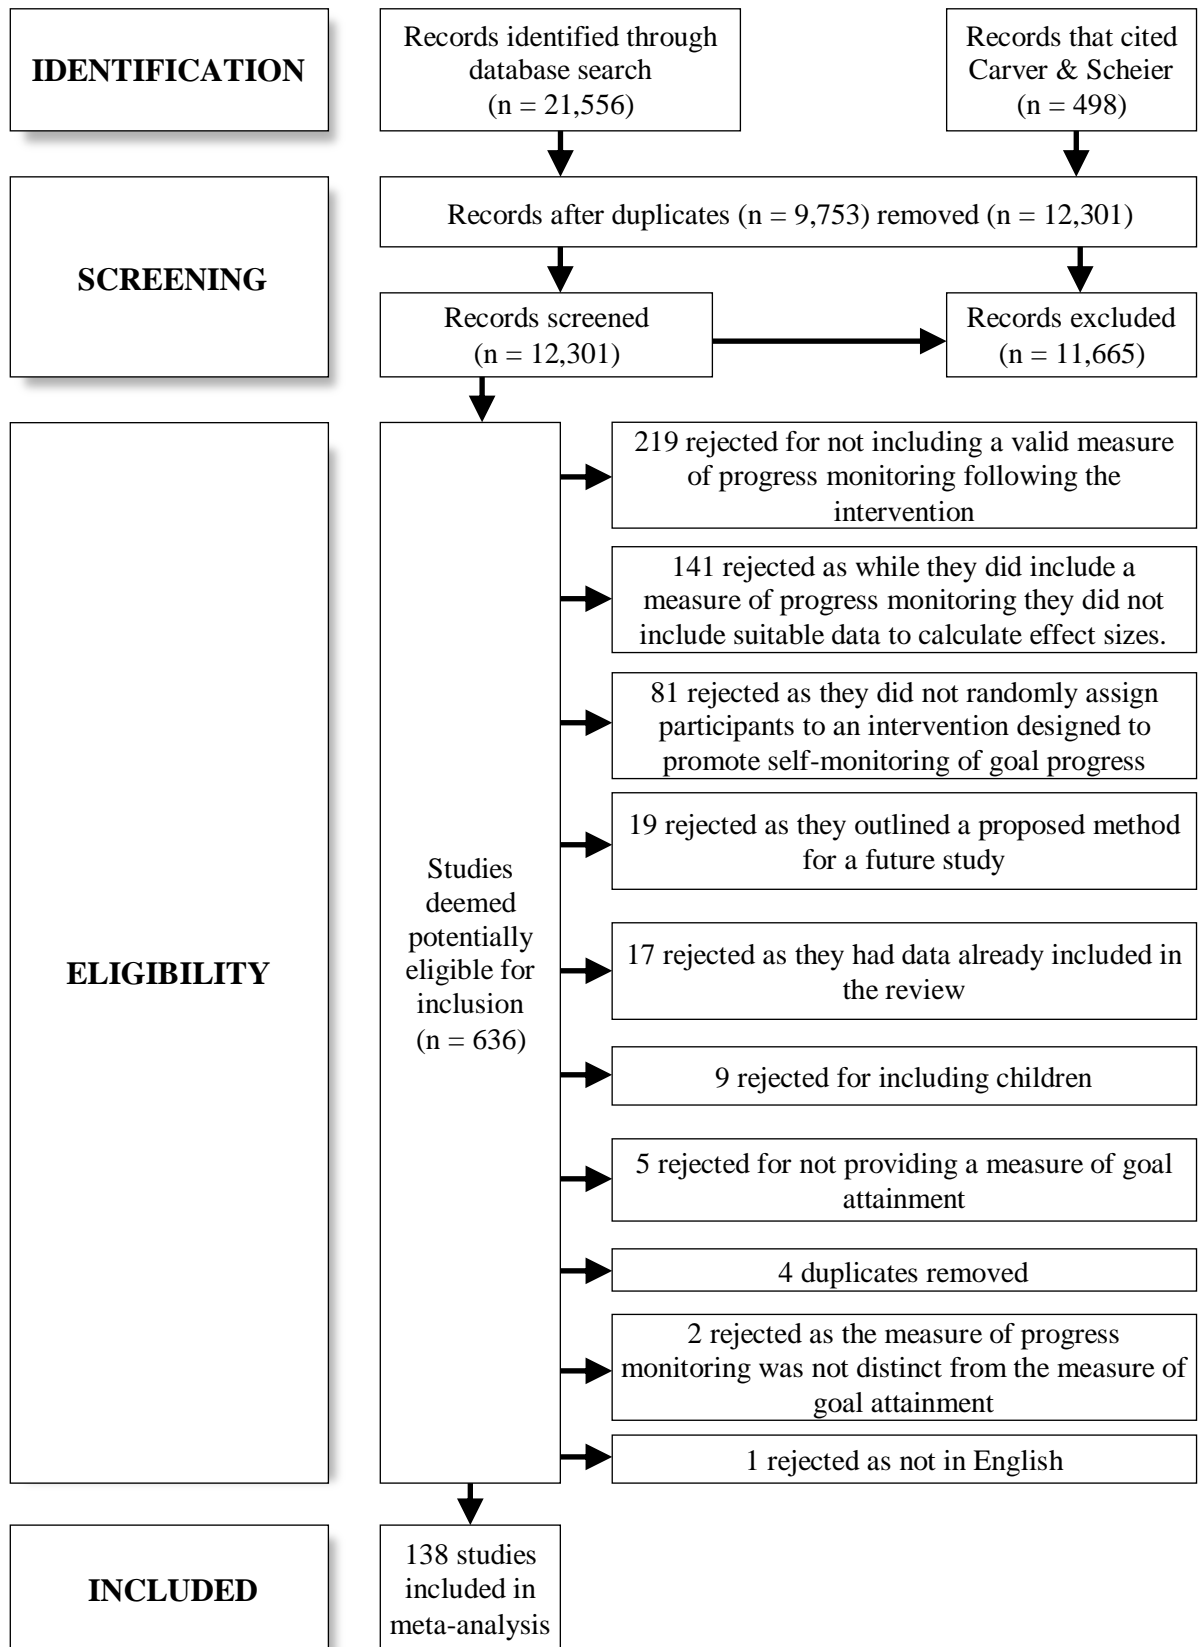 IDENTIFICATION
Records identified through
database search
(n = 21,556)
Records that cited
Carver & Scheier
(n = 498)
SCREENING
Records after duplicates (n = 9,753) removed (n = 12,301)
Records screened
(n = 12,301)
Records excluded
(n = 11,665)
ELIGIBILITY
Studies
deemed
potentially
eligible for
inclusion
(n = 636)
219 rejected for not including a valid measure
of progress monitoring following the
intervention
141 rejected as while they did include a
measure of progress monitoring they did not
include suitable data to calculate effect sizes.
81 rejected as they did not randomly assign
participants to an intervention designed to
promote self-monitoring of goal progress
19 rejected as they outlined a proposed method
for a future study
17 rejected as they had data already included in
the review
9 rejected for including children
5 rejected for not providing a measure of goal
attainment
4 duplicates removed
2 rejected as the measure of progress
monitoring was not distinct from the measure of
goal attainment
1 rejected as not in English
INCLUDED
138 studies
included in
meta-analysis